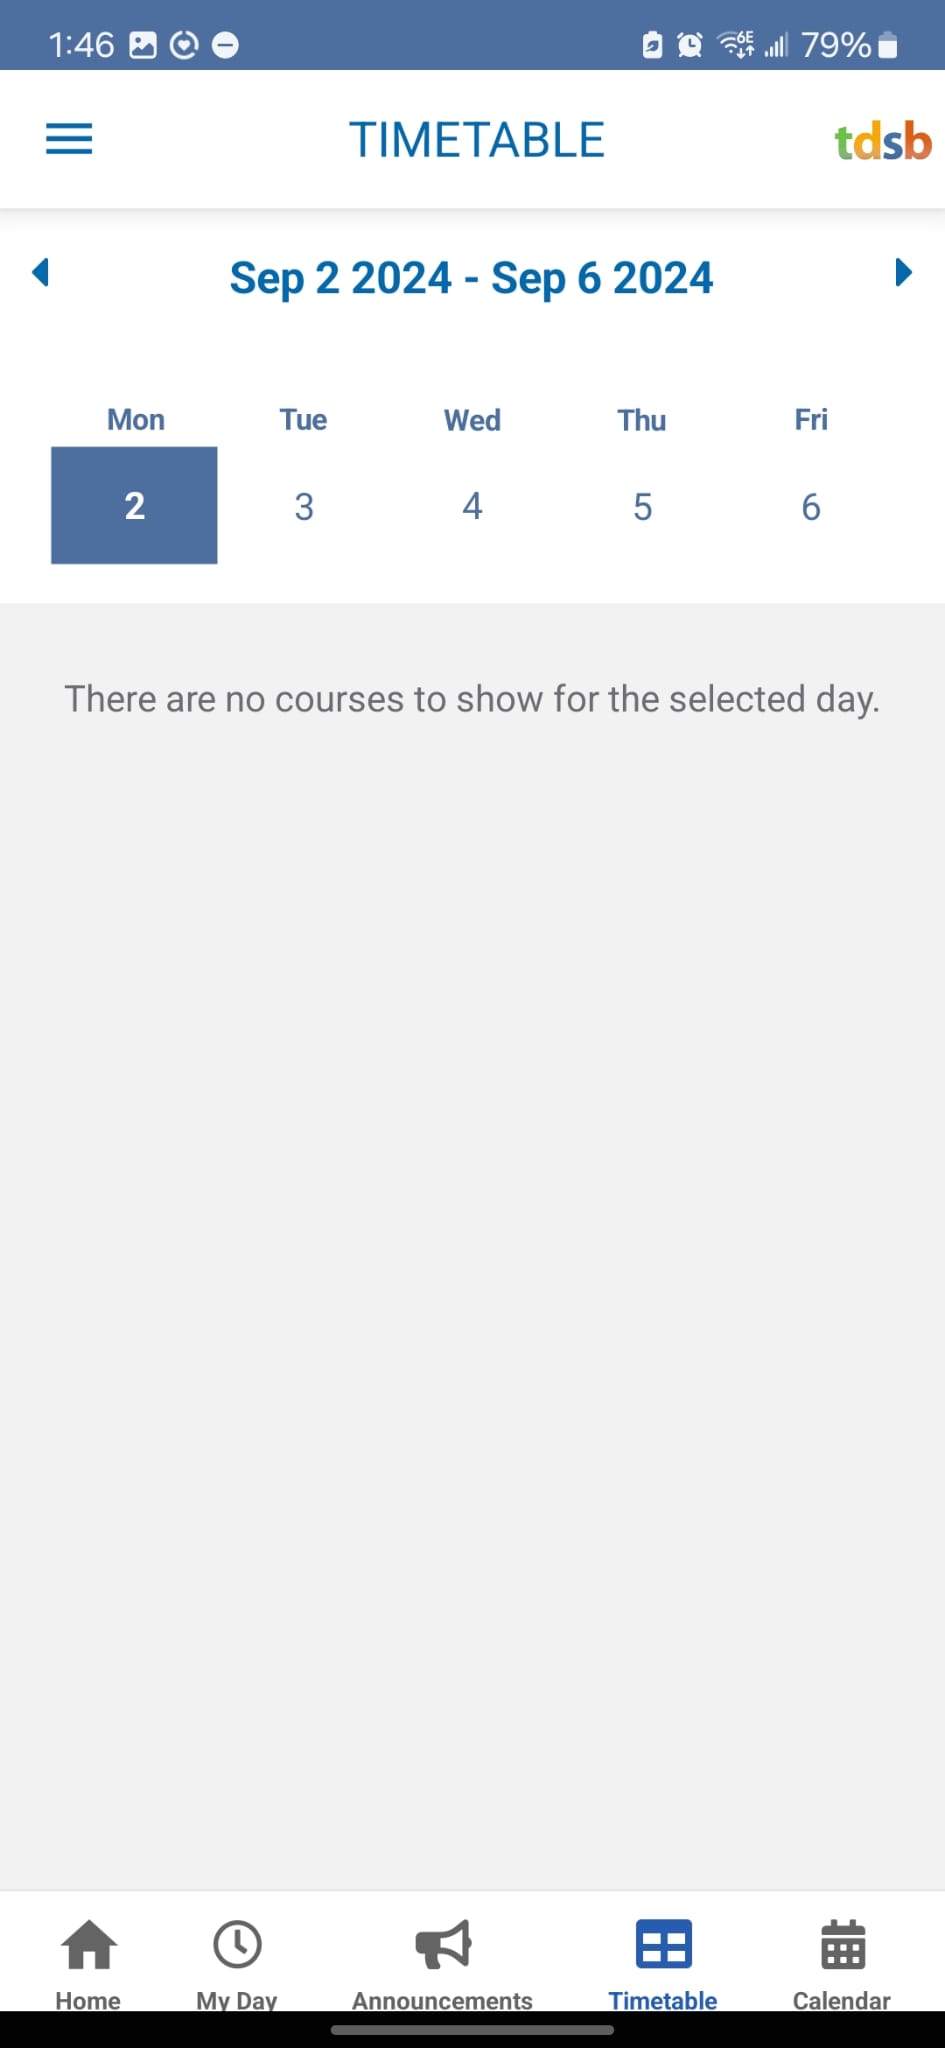 1:46 6E 79%
TIMETABLE tdsb
Sep 2 2024 - Sep 6 2024
Mon Tue Wed Thu Fri
2 3 4 5 6
There are no courses to show for the selected day.
Home My Day Announcements Timetable Calendar